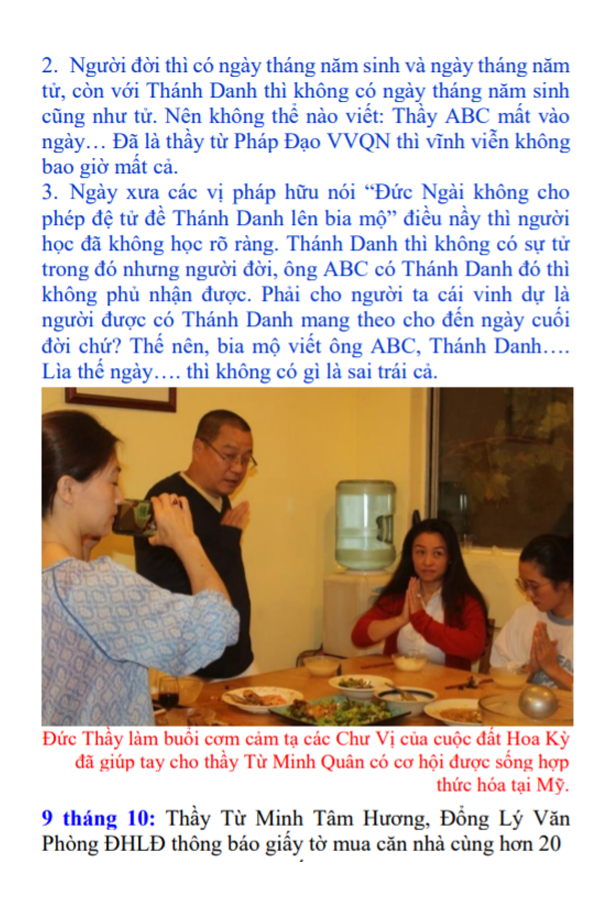 2. Người đời thì có ngày tháng năm sinh và ngày tháng năm
tử, còn với Thánh Danh thì không có ngày tháng năm sinh
cũng như tử. Nên không thể nào viết: Thầy ABC mất vào
ngày… Đã là thầy từ Pháp Đạo VVQN thì vĩnh viễn không
bao giờ mất cả.
3. Ngày xưa các vị pháp hữu nói “Đức Ngài không cho
phép đệ tử đề Thánh Danh lên bia mộ” điều nầy thì người
học đã không học rõ ràng. Thánh Danh thì không có sự tử
trong đó nhưng người đời, ông ABC có Thánh Danh đó thì
không phủ nhận được. Phải cho người ta cái vinh dự là
người được có Thánh Danh mang theo cho đến ngày cuối
đời chứ? Thế nên, bia mộ viết ông ABC, Thánh Danh….
Lìa thế ngày…. thì không có gì là sai trái cả.
Đức Thầy làm buổi cơm cảm tạ các Chư Vị của cuộc đất Hoa Kỳ
đã giúp tay cho thầy Từ Minh Quân có cơ hội được sống hợp
thức hóa tại Mỹ.
9 tháng 10: Thầy Từ Minh Tâm Hương, Đổng Lý Văn
Phòng ĐHLĐ thông báo giấy tờ mua căn nhà cùng hơn 20